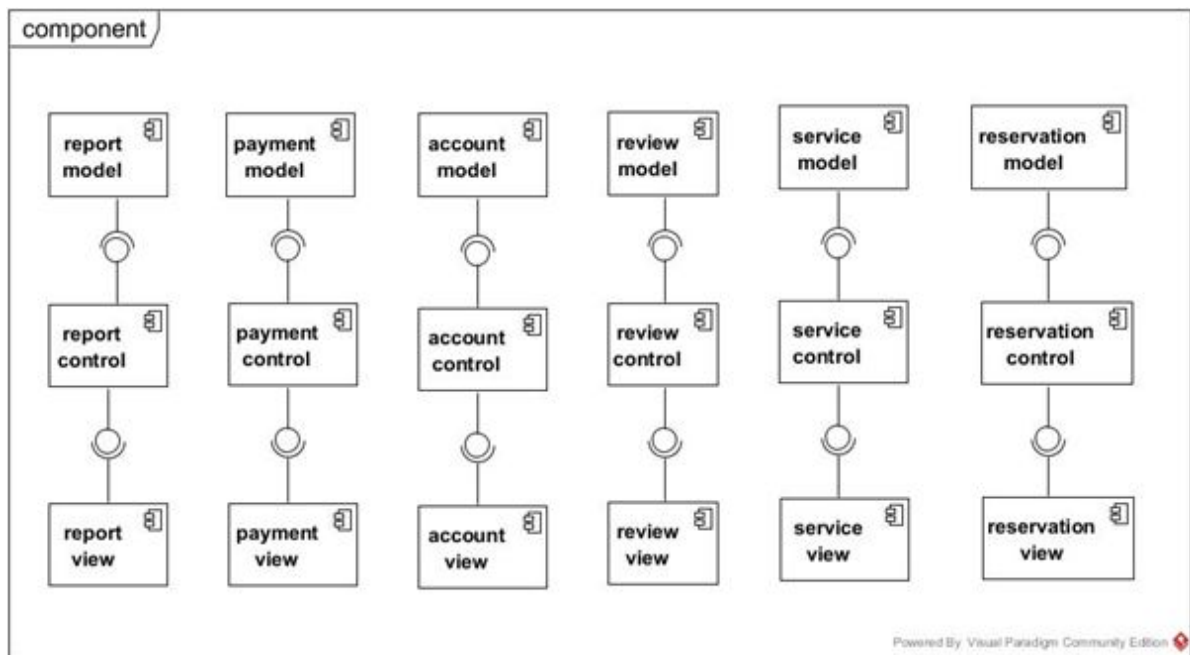 component
report
model
payment
model
account
model
review
model
service
model
reservation
model
report
control
payment
control
account
control
review
control
service
control
reservation
control
report
view
payment
view
account
view
review
view
service
view
reservation
view
Powered By Visual Paradigm Community Edition